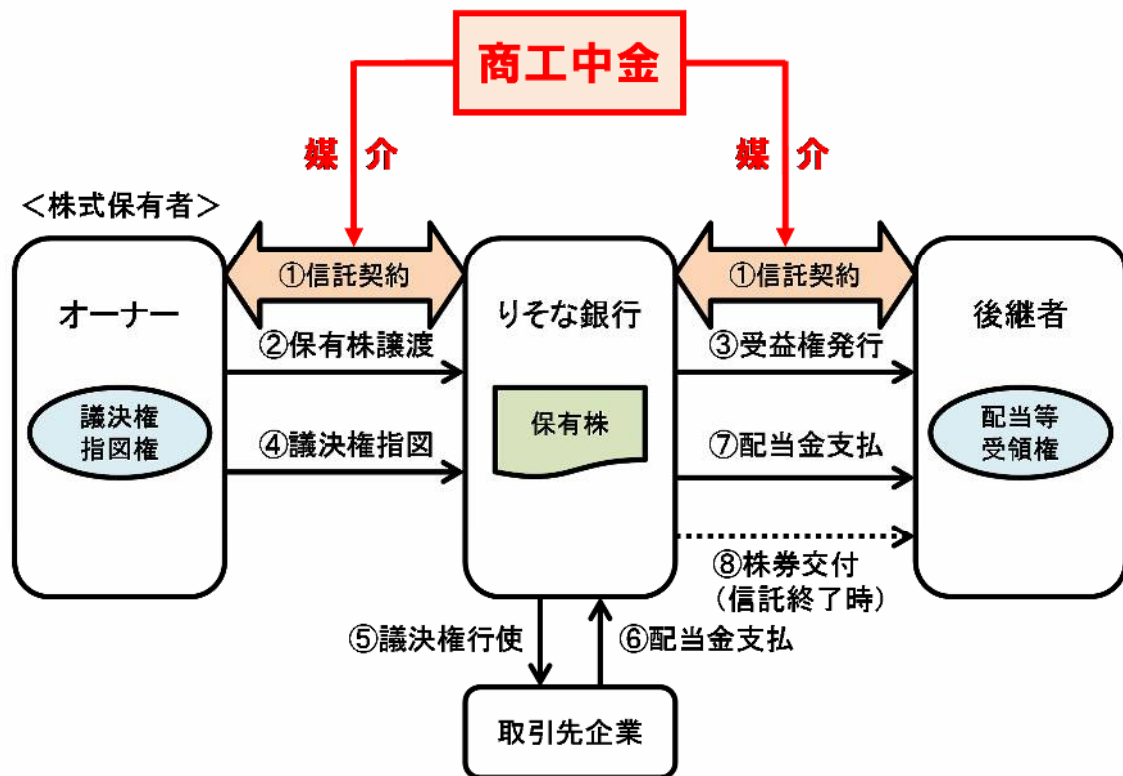 商工中金
媒介
媒介
＜株式保有者＞
①信託契約
①信託契約
オーナー
りそな銀行
後継者
②保有株譲渡
③受益権発行
議決権
指図権
保有株
配当等
受領権
④議決権指図
⑦配当金支払
⑧株券交付
（信託終了時）
⑤議決権行使
⑥配当金支払
取引先企業